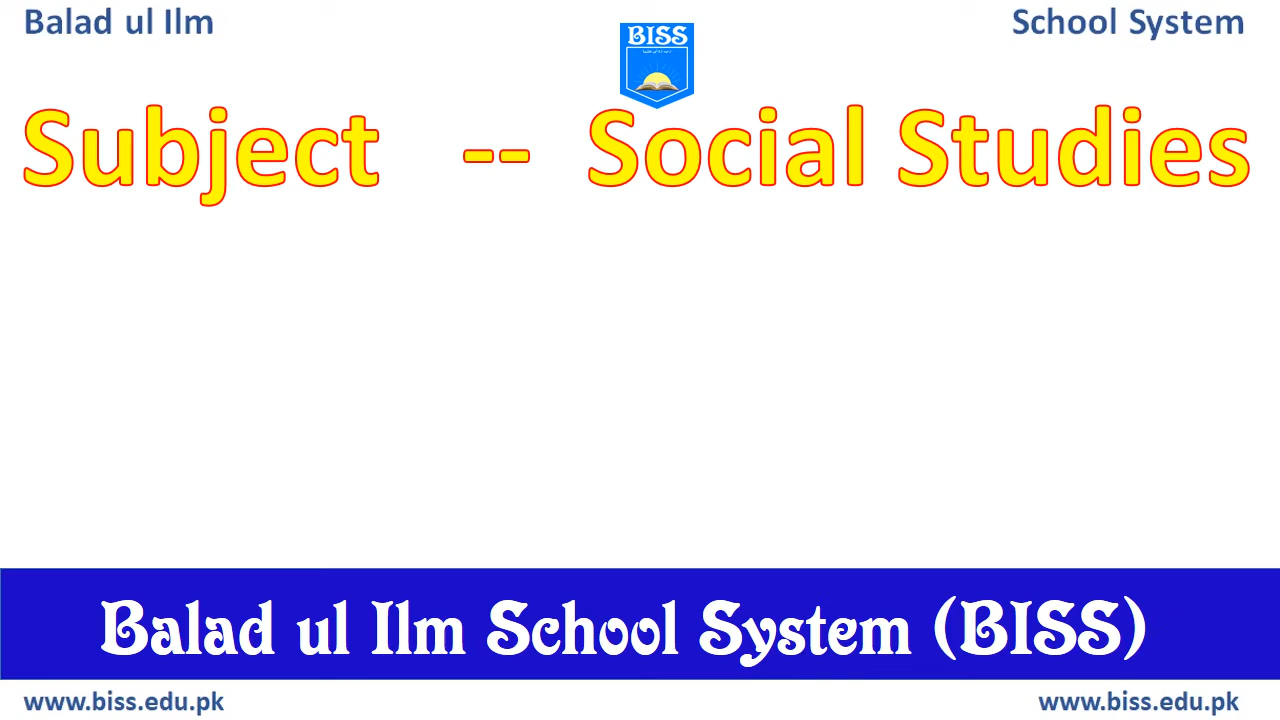 Balad ul Ilm School System
BISS
Subject -- Social Studies
Balad ul Ilm School System (BISS)
www.biss.edu.pk www.biss.edu.pk